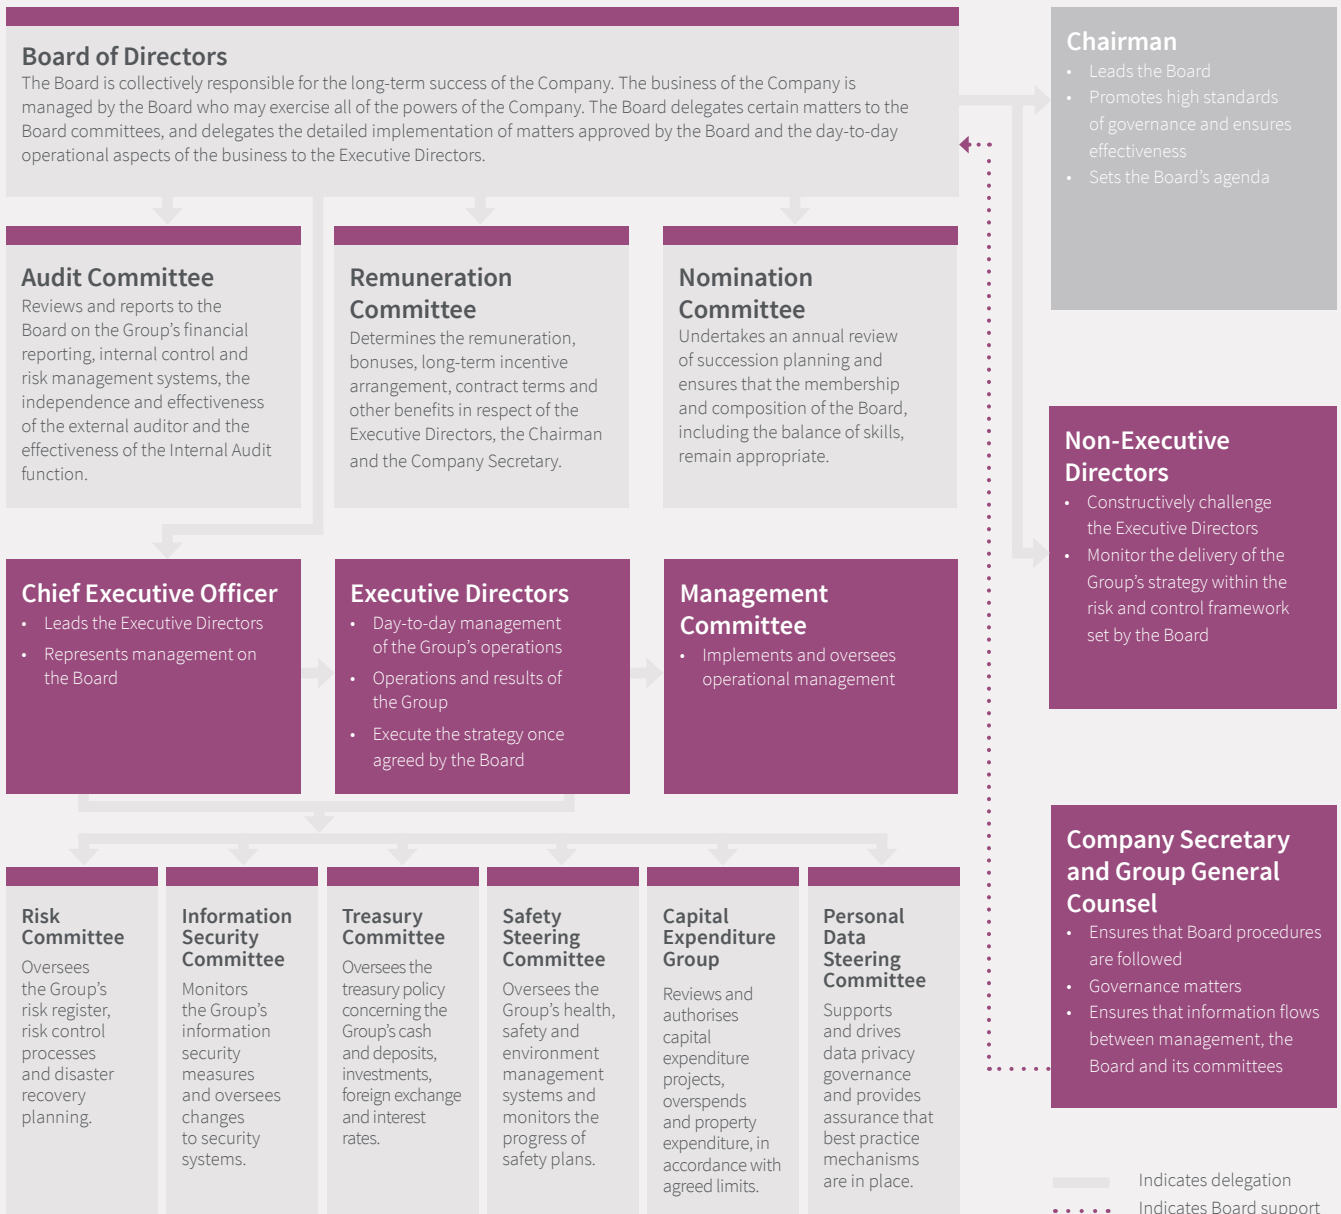 Board of Directors
The Board is collectively responsible for the long-term success of the Company. The business of the Company is
managed by the Board who may exercise all of the powers of the Company. The Board delegates certain matters to the
Board committees, and delegates the detailed implementation of matters approved by the Board and the day-to-day
operational aspects of the business to the Executive Directors.
Chairman
• Leads the Board
• Promotes high standards
of governance and ensures
effectiveness
• Sets the Board's agenda
Audit Committee
Reviews and reports to the
Board on the Group's financial
reporting, internal control and
risk management systems, the
independence and effectiveness
of the external auditor and the
effectiveness of the Internal Audit
function.
Remuneration
Committee
Determines the remuneration,
bonuses, long-term incentive
arrangement, contract terms and
other benefits in respect of the
Executive Directors, the Chairman
and the Company Secretary.
Nomination
Committee
Undertakes an annual review
of succession planning and
ensures that the membership
and composition of the Board,
including the balance of skills,
remain appropriate.
Non-Executive
Directors
• Constructively challenge
the Executive Directors
• Monitor the delivery of the
Group's strategy within the
risk and control framework
set by the Board
Chief Executive Officer
• Leads the Executive Directors
• Represents management on
the Board
Executive Directors
• Day-to-day management
of the Group's operations
• Operations and results of
the Group
• Execute the strategy once
agreed by the Board
Management
Committee
• Implements and oversees
operational management
Company Secretary
and Group General
Counsel
• Ensures that Board procedures
are followed
• Governance matters
• Ensures that information flows
between management, the
Board and its committees
Risk
Committee
Oversees
the Group's
risk register,
risk control
processes
and disaster
recovery
planning.
Information
Security
Committee
Monitors
the Group's
information
security
measures
and oversees
changes
to security
systems.
Treasury
Committee
Oversees the
treasury policy
concerning the
Group's cash
and deposits,
investments,
foreign exchange
and interest
rates.
Safety
Steering
Committee
Oversees the
Group's health,
safety and
environment
management
systems and
monitors the
progress of
safety plans.
Capital
Expenditure
Group
Reviews and
authorises
capital
expenditure
projects,
overspends
and property
expenditure, in
accordance with
agreed limits.
Personal
Data
Steering
Committee
Supports
and drives
data privacy
governance
and provides
assurance that
best practice
mechanisms
are in place.
Indicates delegation
Indicates Board support